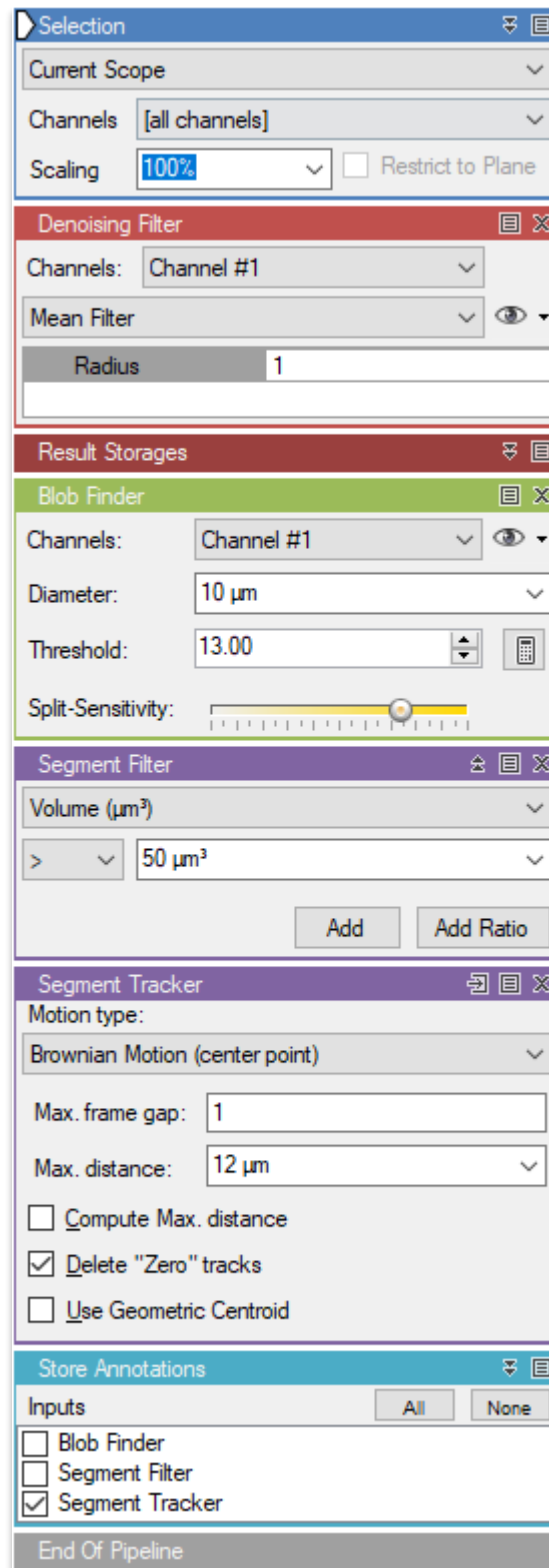 Selection
Current Scope
Channels [all channels]
Scaling 100% Restrict to Plane
Denoising Filter
Channels: Channel #1
Mean Filter
Radius 1
Result Storages
Blob Finder
Channels: Channel #1
Diameter: 10 µm
Threshold: 13.00
Split-Sensitivity:
Segment Filter
Volume (µm³)
> 50 µm³
Add Add Ratio
Segment Tracker
Motion type:
Brownian Motion (center point)
Max. frame gap: 1
Max. distance: 12 µm
Compute Max. distance
Delete "Zero" tracks
Use Geometric Centroid
Store Annotations
Inputs All None
Blob Finder
Segment Filter
Segment Tracker
End Of Pipeline